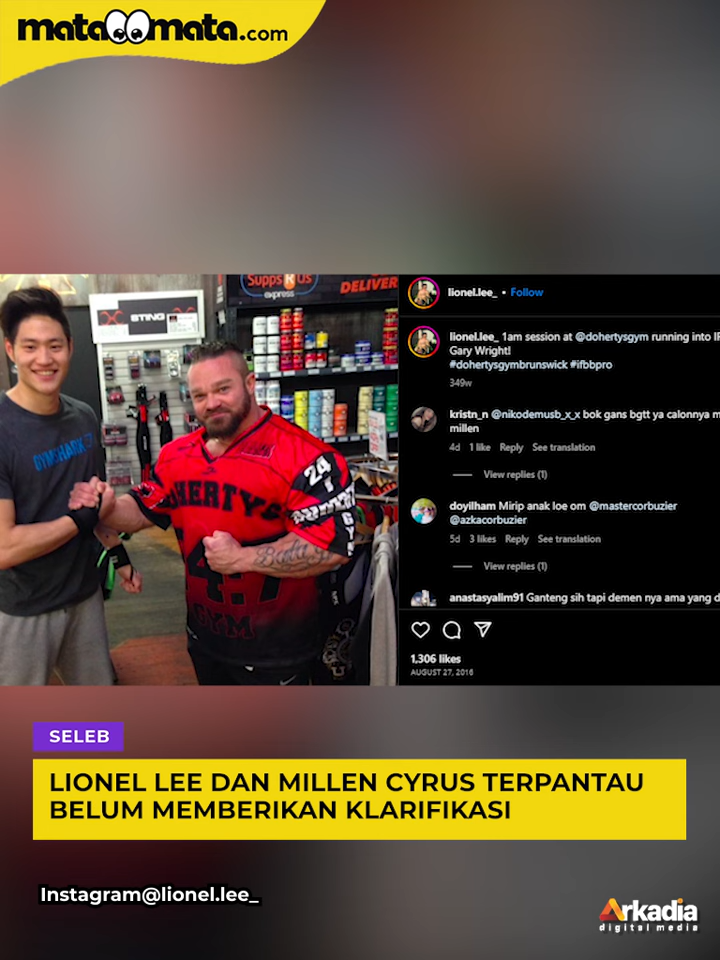 mata mata.com
Supps R Us
express
DELIVER
STING
GYMSHARK
24
DOHERTYS
GYM
lionel.lee_ • Follow
lionel.lee_ 1am session at @dohertysgym running into
Gary Wright!
#dohertysgymbrunswick #ifbbpro
349w
kristn_n @nikodemusb_x_x bok gans bgtt ya calonnya
millen
4d 1 like Reply See translation
View replies (1)
doyilham Mirip anak loe om @mastercorbuzier
@azkacorbuzier
5d 3 likes Reply See translation
View replies (1)
anastasyalim91 Ganteng sih tapi demen nya ama yang
1,306 likes
AUGUST 27, 2016
SELEB
LIONEL LEE DAN MILLEN CYRUS TERPANTAU
BELUM MEMBERIKAN KLARIFIKASI
Instagram@lionel.lee_
Arkadia
digital media